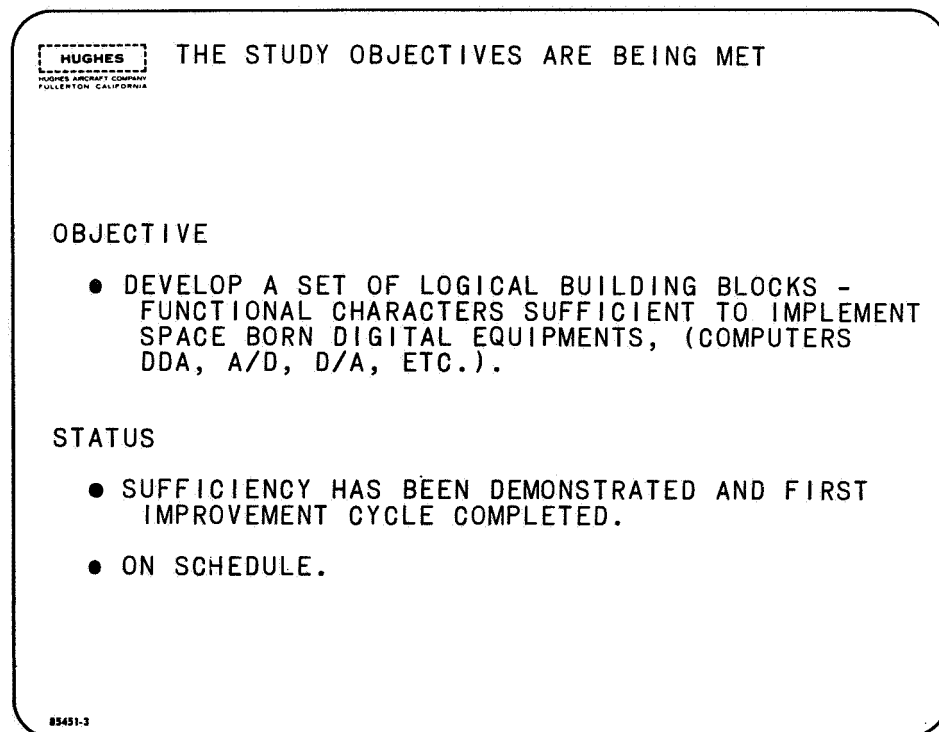 HUGHES
HUGHES AIRCRAFT COMPANY
FULLERTON CALIFORNIA
THE STUDY OBJECTIVES ARE BEING MET
OBJECTIVE
● DEVELOP A SET OF LOGICAL BUILDING BLOCKS -
FUNCTIONAL CHARACTERS SUFFICIENT TO IMPLEMENT
SPACE BORN DIGITAL EQUIPMENTS, (COMPUTERS
DDA, A/D, D/A, ETC.).
STATUS
● SUFFICIENCY HAS BEEN DEMONSTRATED AND FIRST
IMPROVEMENT CYCLE COMPLETED.
● ON SCHEDULE.
85451-3